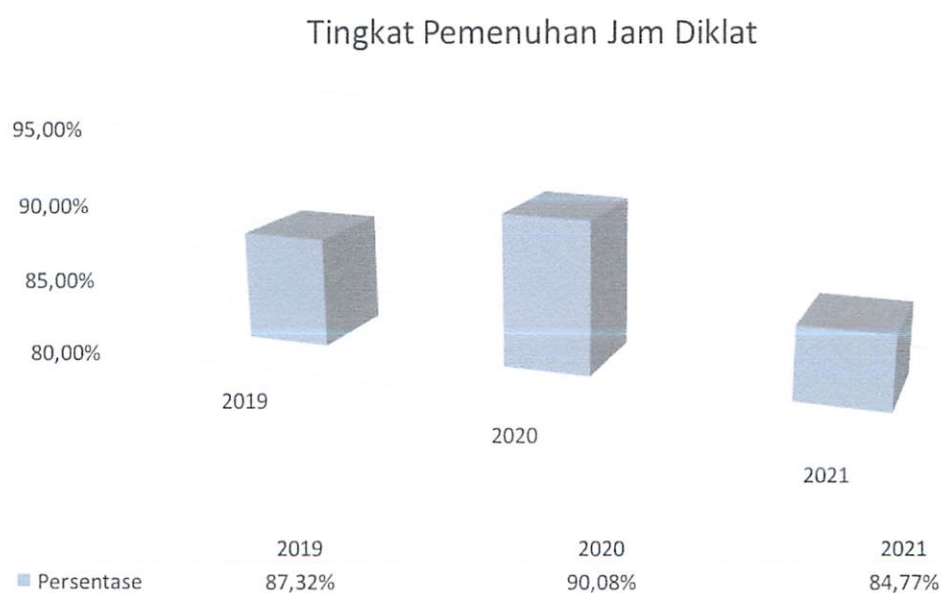 Tingkat Pemenuhan Jam Diklat
95,00%
90,00%
85,00%
80,00%
2019
2020
2021
2019 2020 2021
Persentase 87,32% 90,08% 84,77%